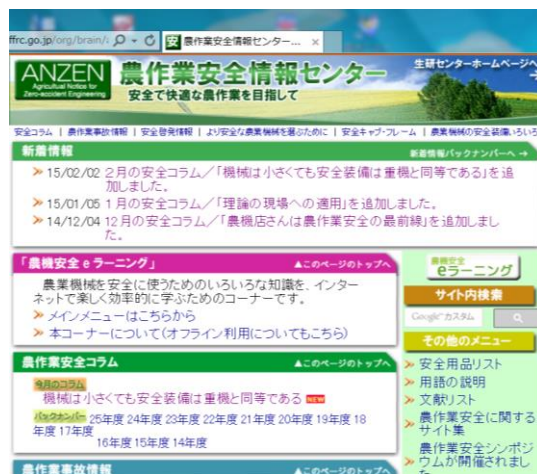 ffrc.go.jp/org/brain/
農作業安全情報センター... ×
ANZEN
Agricultural Notice for
Zero-accident Engineering
農作業安全情報センター
安全で快適な農作業を目指して
生研センターホームページへ
安全コラム | 農作業事故情報 | 安全啓発情報 | より安全な農業機械を選ぶために | 安全キャブ・フレーム | 農業機械の安全装備いろいろ
新着情報
新着情報バックナンバーへ →
15/02/02 2月の安全コラム/「機械は小さくても安全装備は重機と同等である」を追
加しました。
15/01/05 1月の安全コラム/「理論の現場への適用」を追加しました。
14/12/04 12月の安全コラム/「農機店さんは農作業安全の最前線」を追加しまし
た。
「農機安全eラーニング」
▲このページのトップへ
農業機械を安全に使うためのいろいろな知識を、インター
ネットで楽しく効率的に学ぶためのコーナーです。
メインメニューはこちらから
本コーナーについて(オフライン利用についてもこちら)
農作業安全コラム
▲このページのトップへ
今月のコラム
機械は小さくても安全装備は重機と同等である NEW
バックナンバー 25年度 24年度 23年度 22年度 21年度 20年度 19年度 18
年度 17年度
16年度 15年度 14年度
農作業事故情報
▲このページのトップへ
農機安全
eラーニング
サイト内検索
Google カスタム
その他のメニュー
安全用品リスト
用語の説明
文献リスト
農作業安全に関する
サイト集
農作業安全シンポジ
ウムが開催されまし